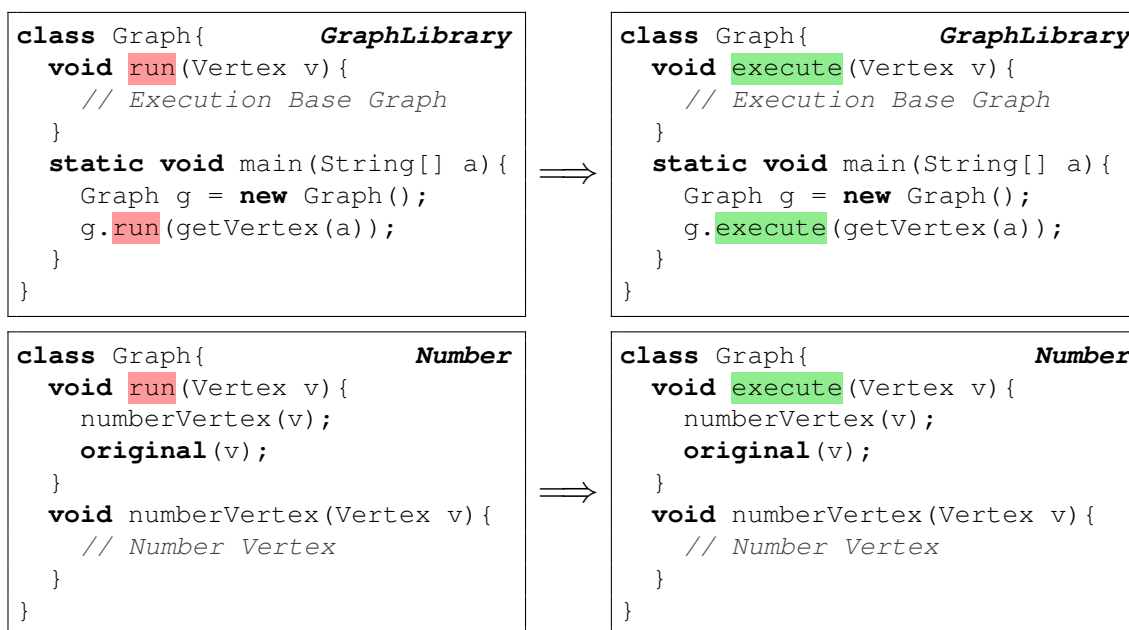 class Graph{ GraphLibrary
void run(Vertex v){
// Execution Base Graph
}
static void main(String[] a){
Graph g = new Graph();
g.run(getVertex(a));
}
}
⟹
class Graph{ GraphLibrary
void execute(Vertex v){
// Execution Base Graph
}
static void main(String[] a){
Graph g = new Graph();
g.execute(getVertex(a));
}
}
class Graph{ Number
void run(Vertex v){
numberVertex(v);
original(v);
}
void numberVertex(Vertex v){
// Number Vertex
}
}
⟹
class Graph{ Number
void execute(Vertex v){
numberVertex(v);
original(v);
}
void numberVertex(Vertex v){
// Number Vertex
}
}